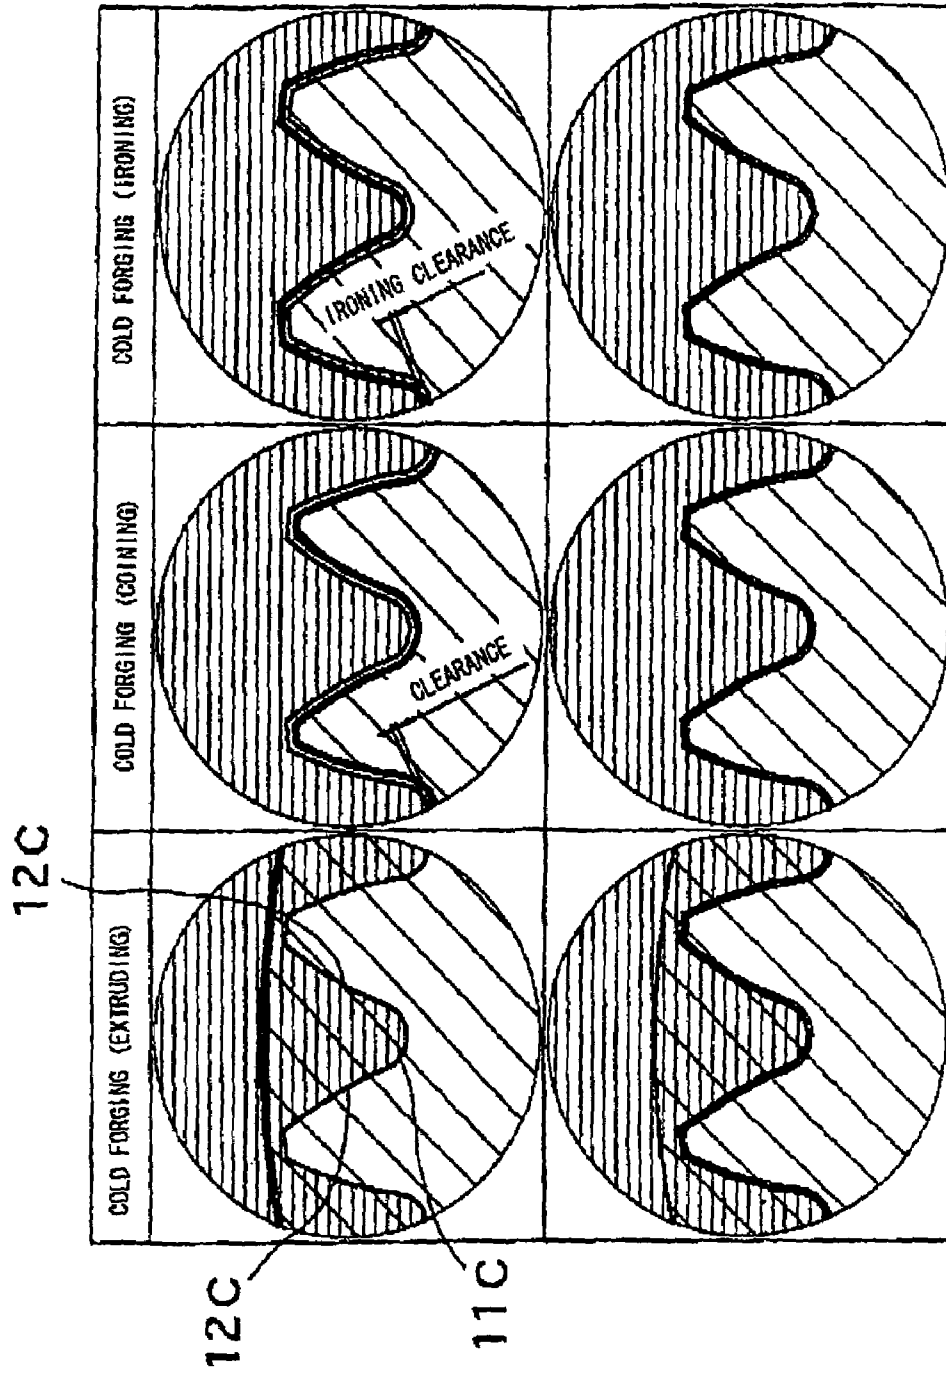 12C
COLD FORGING (EXTRUDING)
COLD FORGING (COINING)
COLD FORGING (IRONING)
12C
11C
CLEARANCE
IRONING CLEARANCE